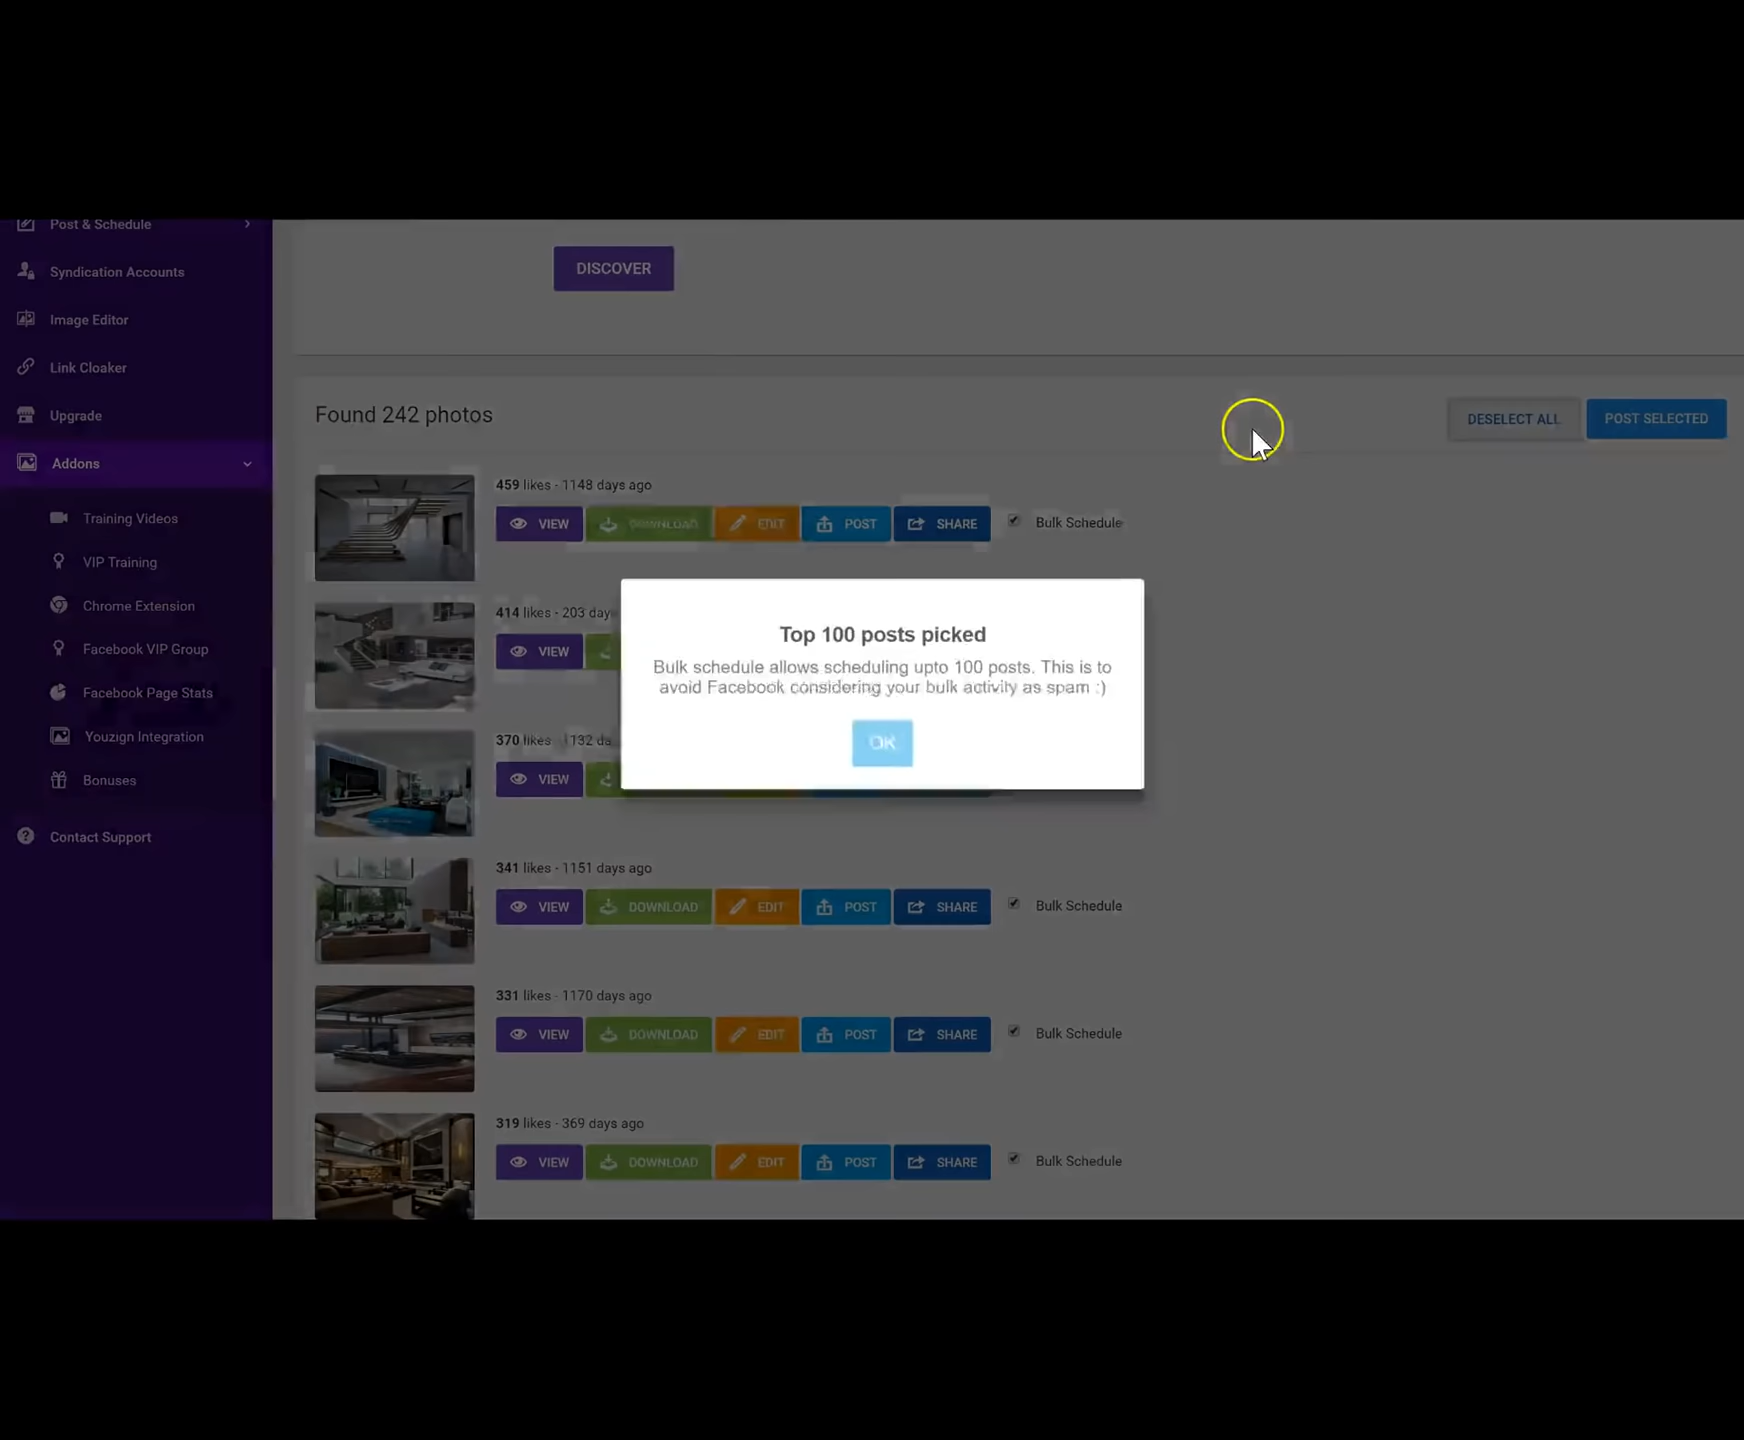 Post & Schedule
Syndication Accounts
Image Editor
Link Cloaker
Upgrade
Addons
Training Videos
VIP Training
Chrome Extension
Facebook VIP Group
Facebook Page Stats
Youzign Integration
Bonuses
Contact Support
DISCOVER
Found 242 photos
DESELECT ALL
POST SELECTED
459 likes - 1148 days ago
VIEW DOWNLOAD EDIT POST SHARE Bulk Schedule
414 likes - 203 day
VIEW
370 likes - 1132 da
VIEW
Top 100 posts picked
Bulk schedule allows scheduling upto 100 posts. This is to
avoid Facebook considering your bulk activity as spam :)
OK
341 likes - 1151 days ago
VIEW DOWNLOAD EDIT POST SHARE Bulk Schedule
331 likes - 1170 days ago
VIEW DOWNLOAD EDIT POST SHARE Bulk Schedule
319 likes - 369 days ago
VIEW DOWNLOAD EDIT POST SHARE Bulk Schedule